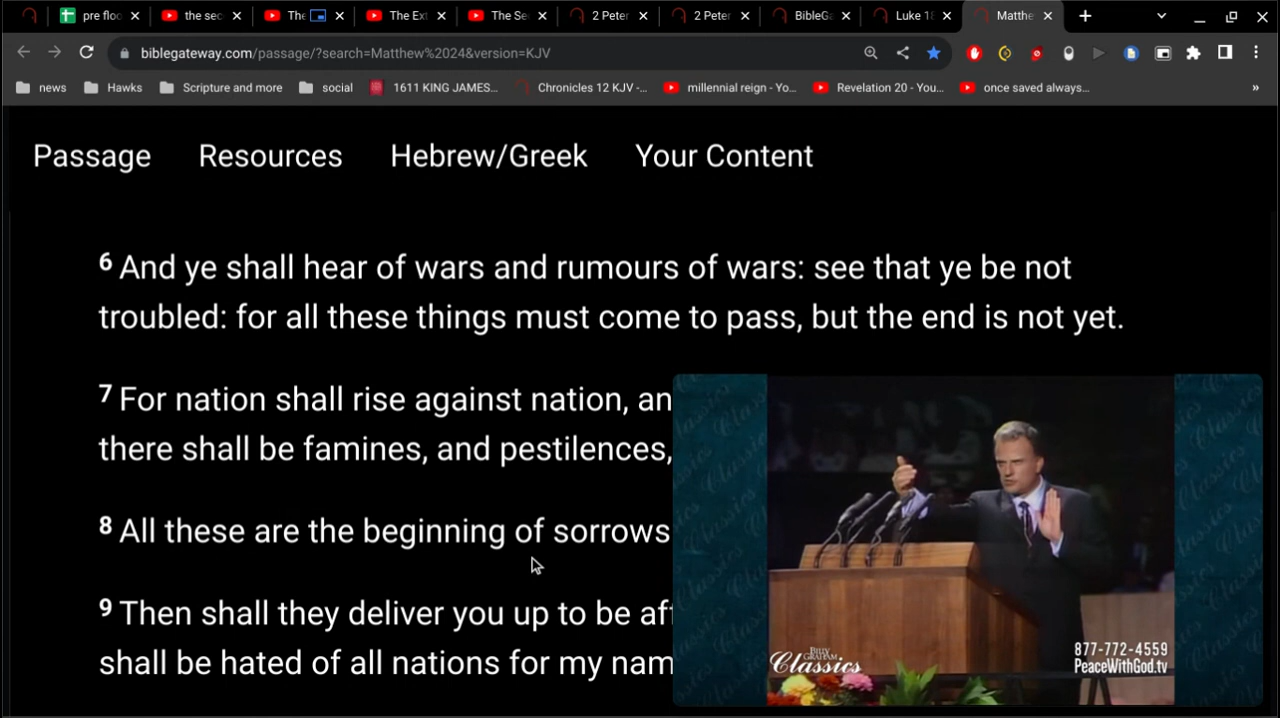 pre floo
the sec
The
The Ext
The Se
2 Peter
2 Peter
BibleGa
Luke 18
Matthe
biblegateway.com/passage/?search=Matthew%2024&version=KJV
news
Hawks
Scripture and more
social
1611 KING JAMES...
Chronicles 12 KJV -...
millennial reign - Yo...
Revelation 20 - You...
once saved always...
»
Passage Resources Hebrew/Greek Your Content
6 And ye shall hear of wars and rumours of wars: see that ye be not
troubled: for all these things must come to pass, but the end is not yet.
7 For nation shall rise against nation, an
there shall be famines, and pestilences,
8 All these are the beginning of sorrows
9 Then shall they deliver you up to be af
shall be hated of all nations for my nam
BILLY GRAHAM
Classics
877-772-4559
PeaceWithGod.tv